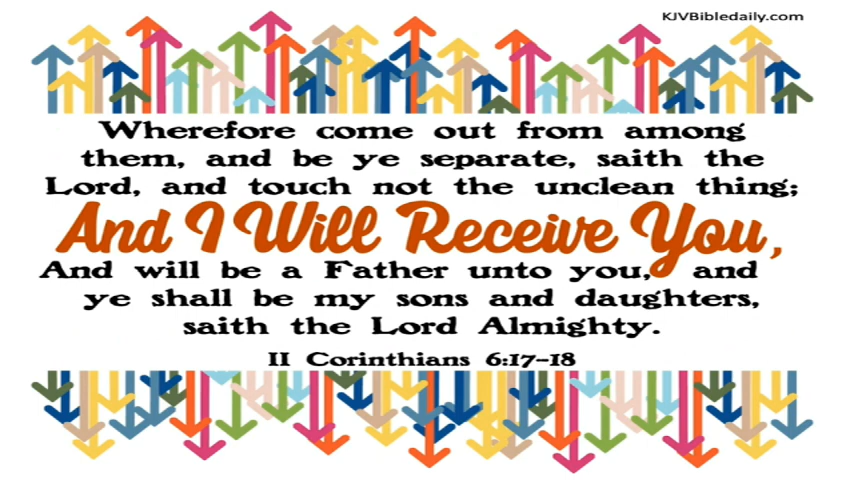 KJVBibledaily.com
Wherefore come out from among
them, and be ye separate, saith the
Lord, and touch not the unclean thing;
And I Will Receive You,
And will be a Father unto you, and
ye shall be my sons and daughters,
saith the Lord Almighty.
II Corinthians 6:17-18